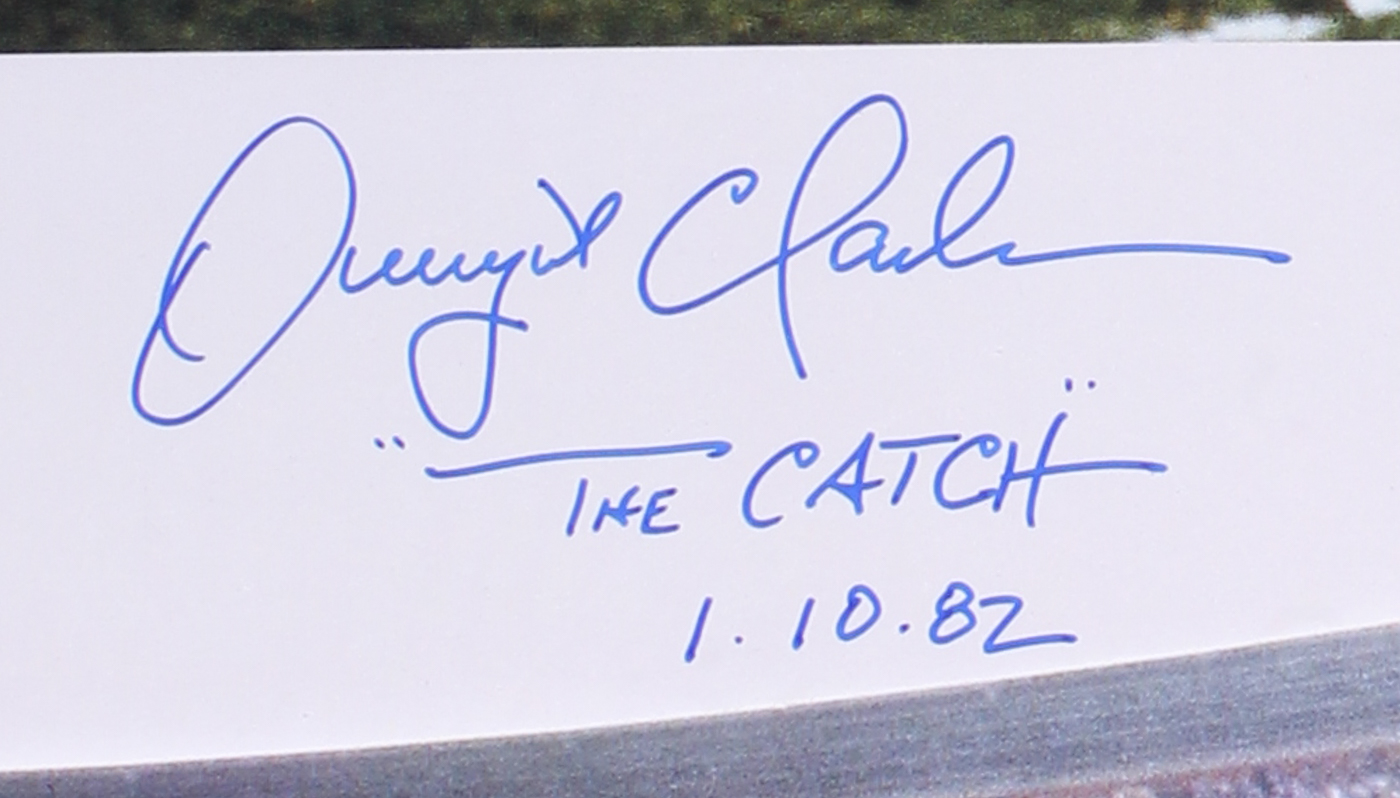 Dwight Clark
"THE CATCH"
1.10.82